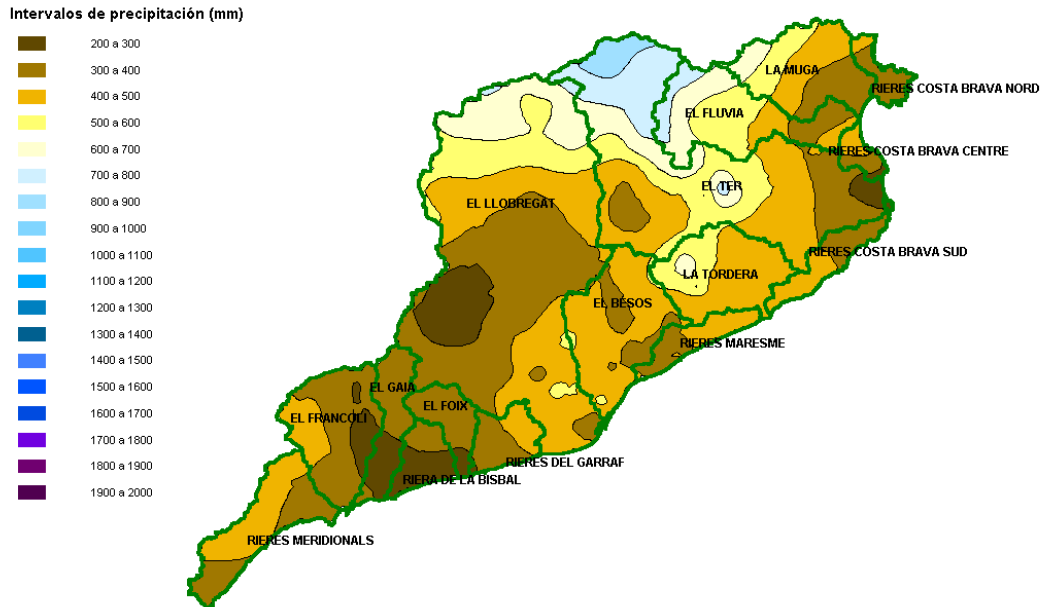 Intervalos de precipitación (mm)
200 a 300
300 a 400
400 a 500
500 a 600
600 a 700
700 a 800
800 a 900
900 a 1000
1000 a 1100
1100 a 1200
1200 a 1300
1300 a 1400
1400 a 1500
1500 a 1600
1600 a 1700
1700 a 1800
1800 a 1900
1900 a 2000
LA MUGA
RIERES COSTA BRAVA NORD
EL FLUVIA
RIERES COSTA BRAVA CENTRE
EL TER
EL LLOBREGAT
RIERES COSTA BRAVA SUD
LA TORDERA
EL BESOS
RIERES MARESME
EL GAIA
EL FOIX
EL FRANCOLI
RIERES DEL GARRAF
RIERA DE LA BISBAL
RIERES MERIDIONALS